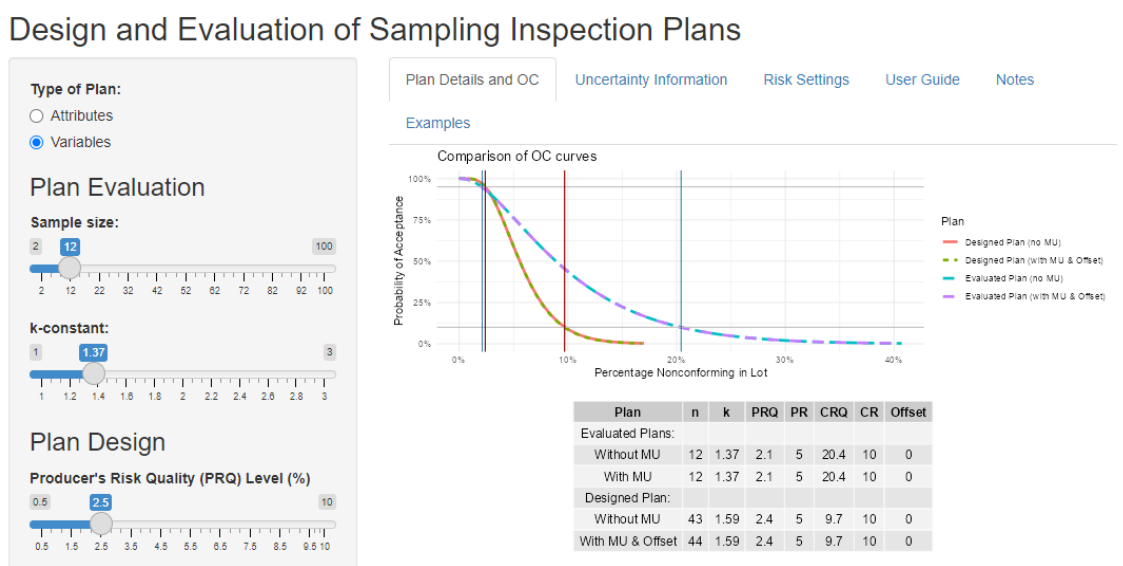 Design and Evaluation of Sampling Inspection Plans
Type of Plan:
Attributes
Variables
Plan Evaluation
Sample size:
2 12 100
2 12 22 32 42 52 62 72 82 92 100
k-constant:
1 1.37 3
1 1.2 1.4 1.6 1.8 2 2.2 2.4 2.6 2.8 3
Plan Design
Producer's Risk Quality (PRQ) Level (%)
0.5 2.5 10
0.5 1.5 2.5 3.5 4.5 5.5 6.5 7.5 8.5 9.5 10
Plan Details and OC Uncertainty Information Risk Settings User Guide Notes
Examples
Comparison of OC curves
Probability of Acceptance
100%
75%
50%
25%
0%
0% 10% 20% 30% 40%
Percentage Nonconforming in Lot
Plan
Designed Plan (no MU)
Designed Plan (with MU & Offset)
Evaluated Plan (no MU)
Evaluated Plan (with MU & Offset)
Plan n k PRQ PR CRQ CR Offset
Evaluated Plans:
Without MU 12 1.37 2.1 5 20.4 10 0
With MU 12 1.37 2.1 5 20.4 10 0
Designed Plan:
Without MU 43 1.59 2.4 5 9.7 10 0
With MU & Offset 44 1.59 2.4 5 9.7 10 0